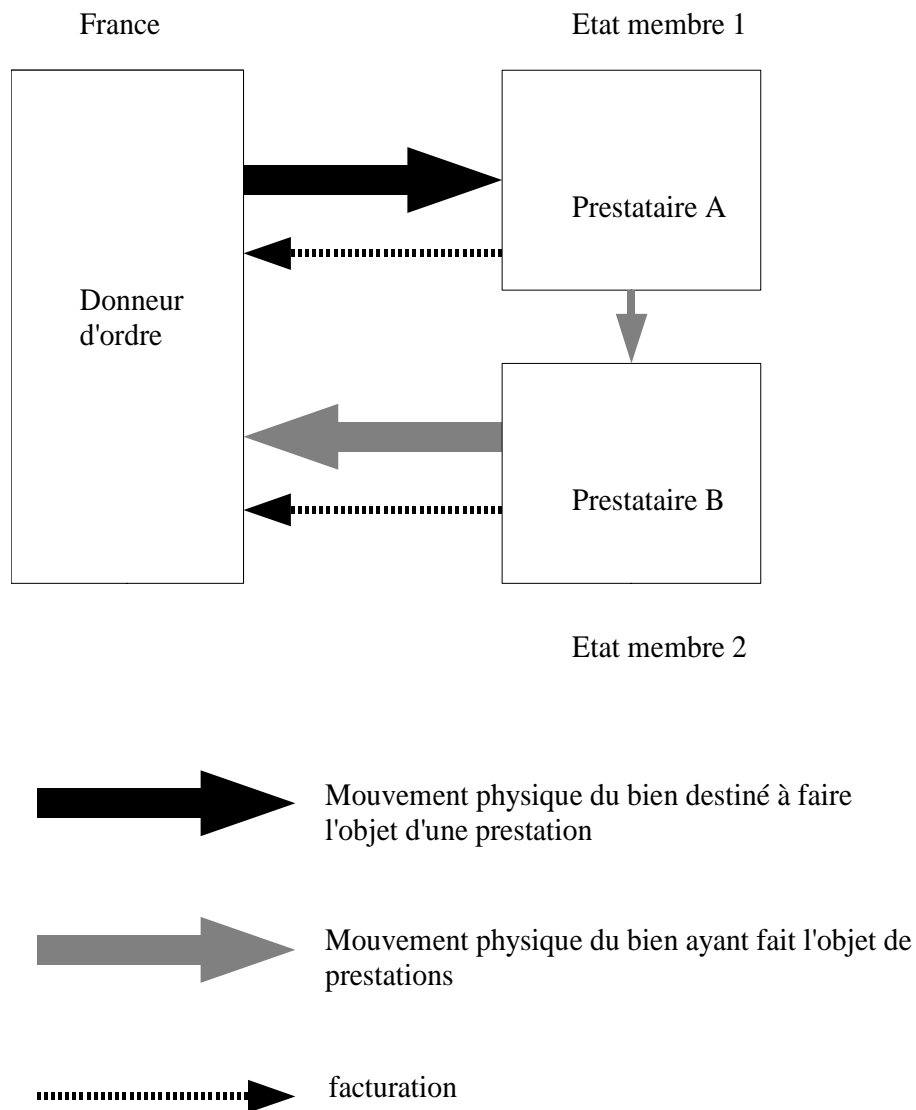 France
Etat membre 1
Prestataire A
Donneur
d'ordre
Prestataire B
Etat membre 2
Mouvement physique du bien destiné à faire
l'objet d'une prestation
Mouvement physique du bien ayant fait l'objet de
prestations
facturation